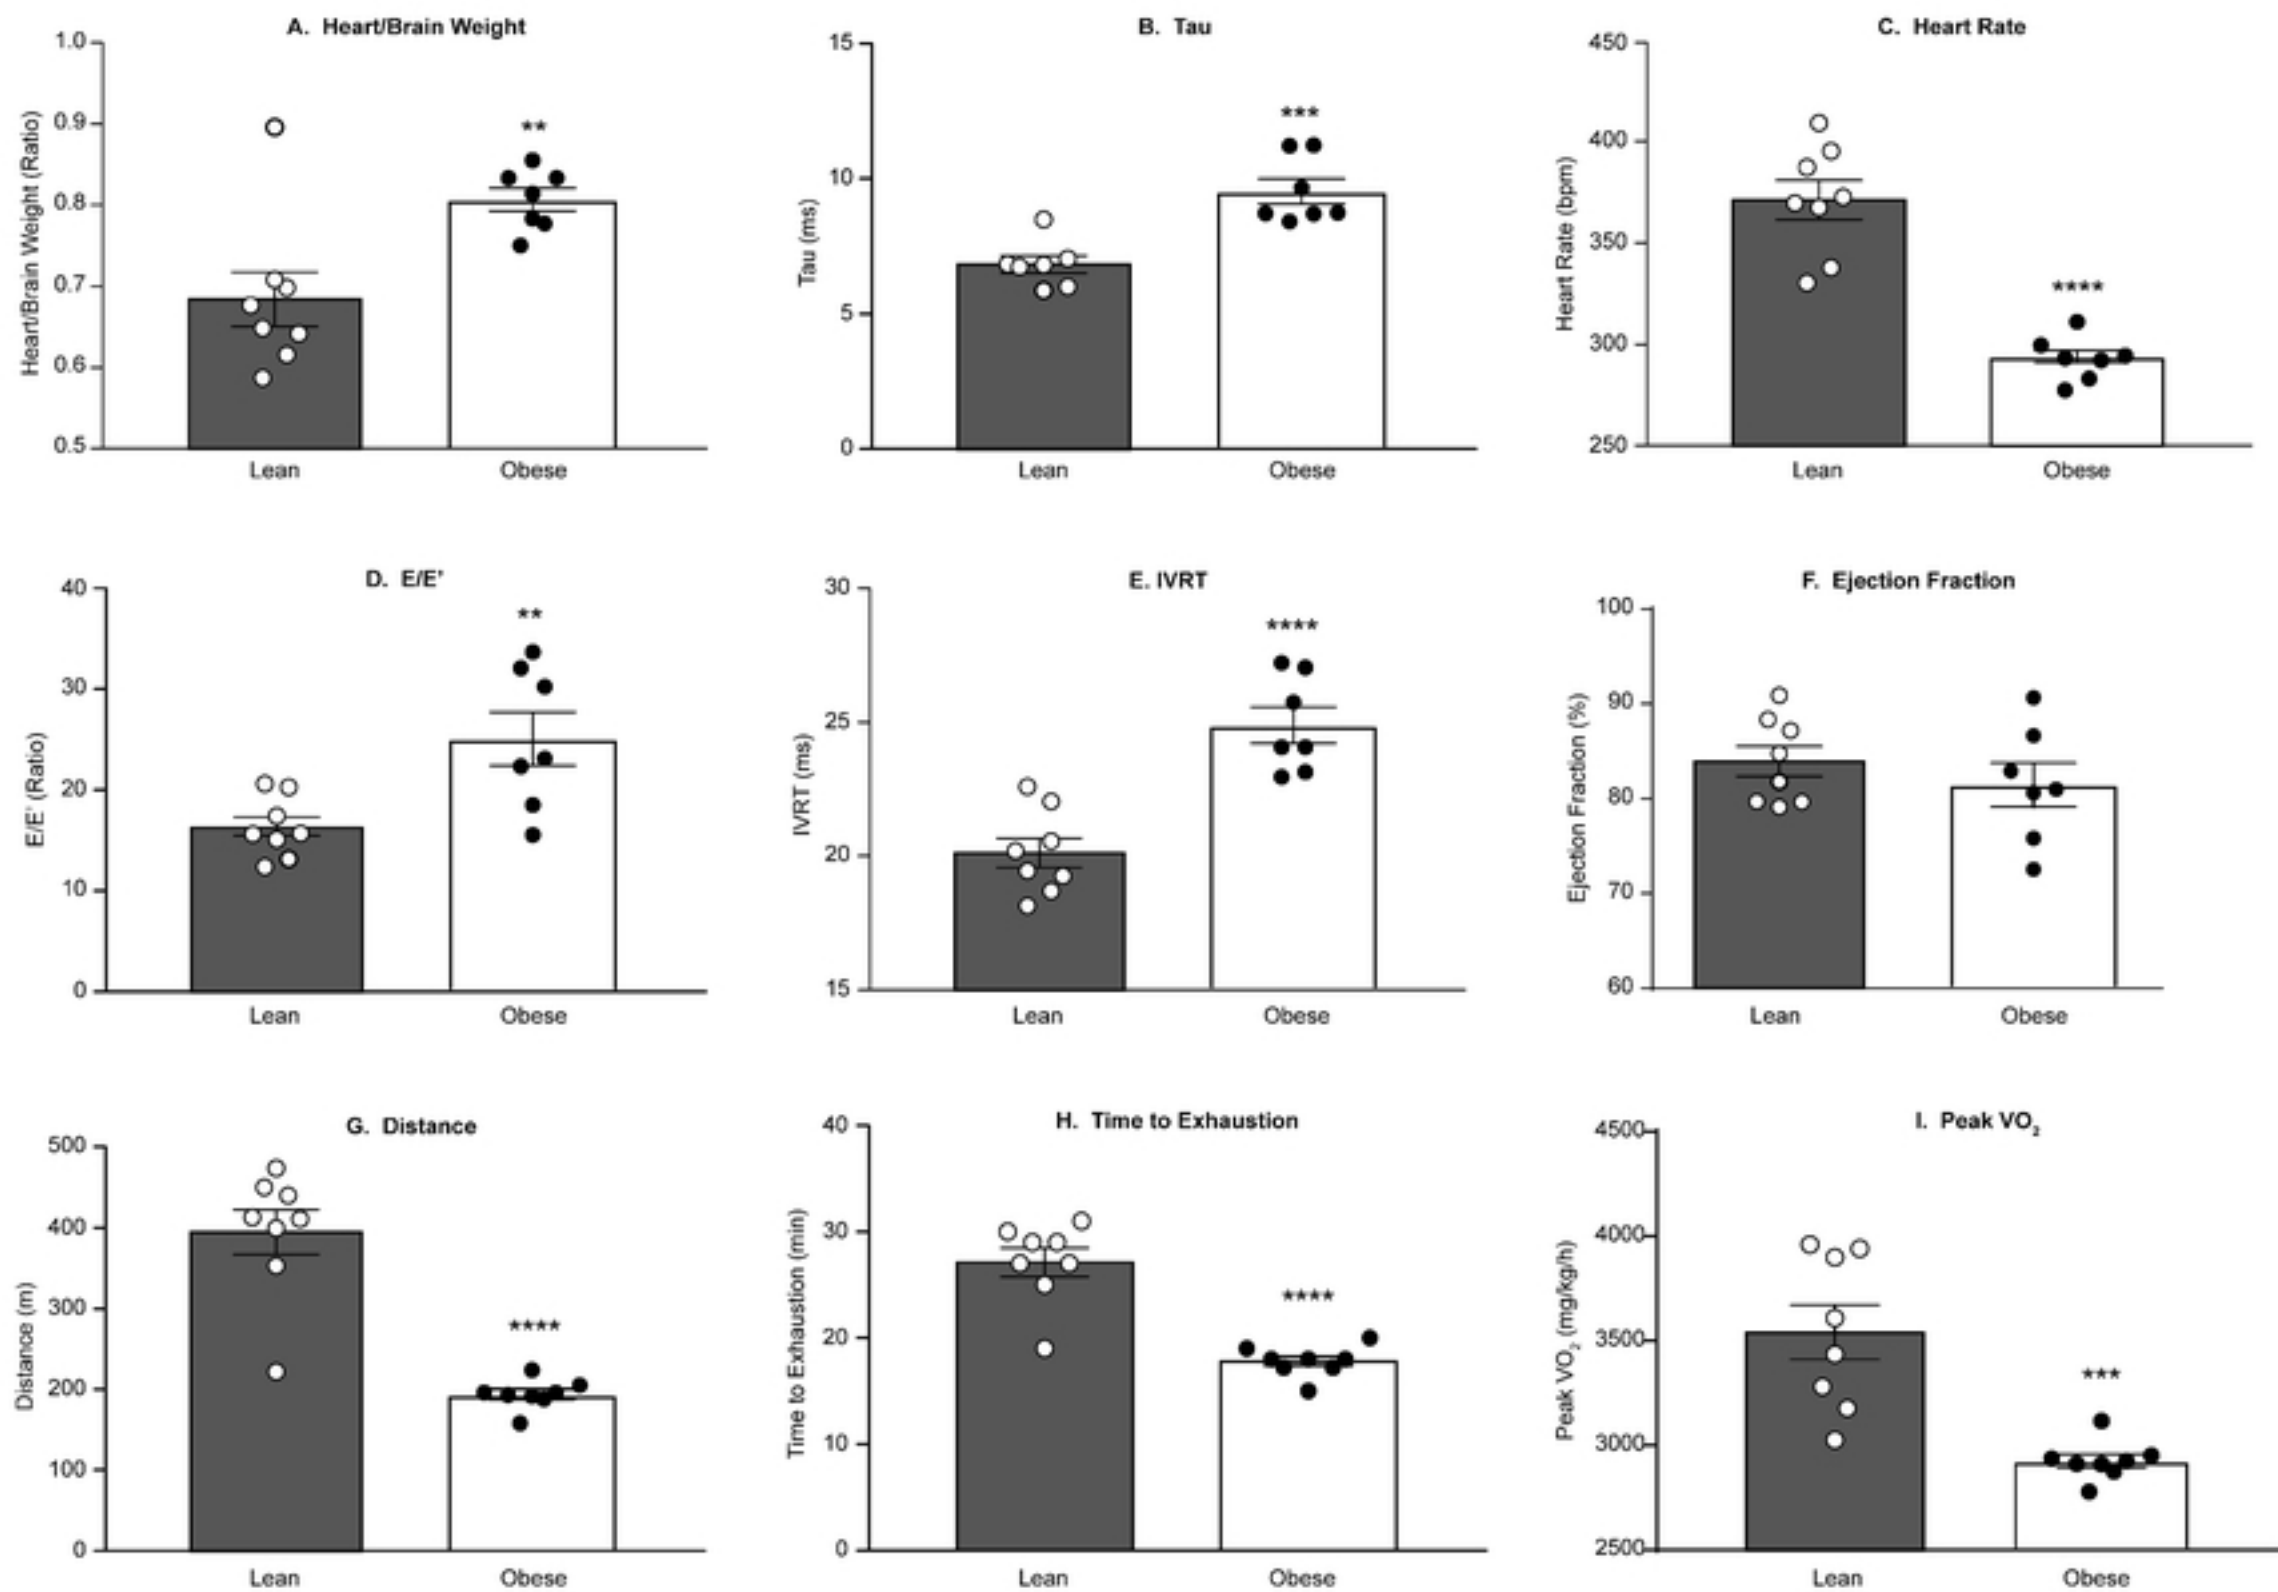 A. Heart/Brain Weight
Heart/Brain Weight (Ratio)
1.0
0.9
0.8
0.7
0.6
0.5
**
Lean
Obese
B. Tau
Tau (ms)
15
10
5
0
***
Lean
Obese
C. Heart Rate
Heart Rate (bpm)
450
400
350
300
250
****
Lean
Obese
D. E/E'
E/E' (Ratio)
40
30
20
10
0
**
Lean
Obese
E. IVRT
IVRT (ms)
30
25
20
15
****
Lean
Obese
F. Ejection Fraction
Ejection Fraction (%)
100
90
80
70
60
Lean
Obese
G. Distance
Distance (m)
500
400
300
200
100
0
****
Lean
Obese
H. Time to Exhaustion
Time to Exhaustion (min)
40
30
20
10
0
****
Lean
Obese
I. Peak VO₂
Peak VO₂ (mg/kg/h)
4500
4000
3500
3000
2500
***
Lean
Obese